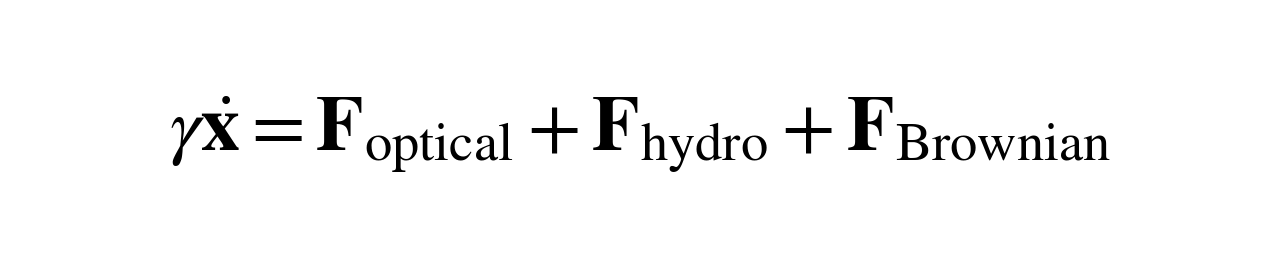 γẋ = F_optical + F_hydro + F_Brownian